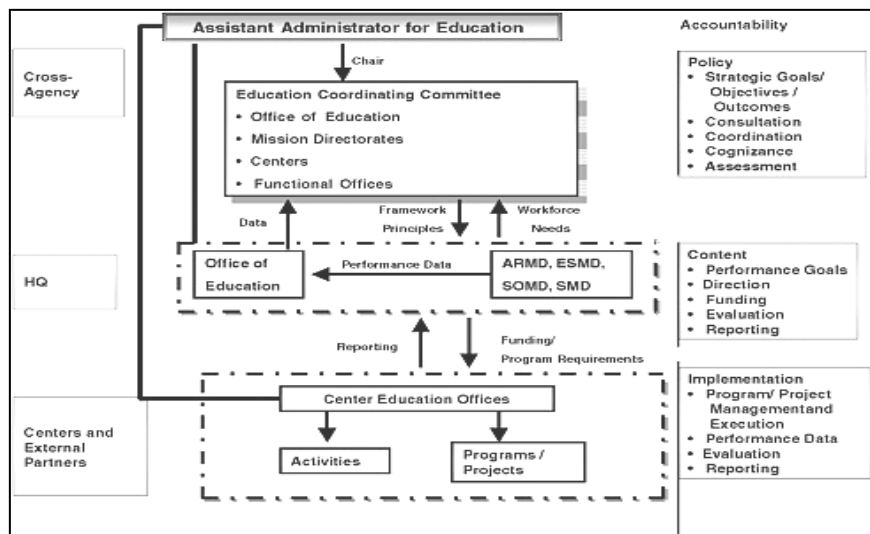 Assistant Administrator for Education
Accountability
Cross-
Agency
Chair
Education Coordinating Committee
• Office of Education
• Mission Directorates
• Centers
• Functional Offices
Policy
• Strategic Goals/
Objectives /
Outcomes
• Consultation
• Coordination
• Cognizance
• Assessment
Data
Framework
Principles
Workforce
Needs
HQ
Office of
Education
Performance Data
ARMD, ESMD,
SOMD, SMD
Content
• Performance Goals
• Direction
• Funding
• Evaluation
• Reporting
Reporting
Funding/
Program Requirements
Centers and
External
Partners
Center Education Offices
Activities
Programs /
Projects
Implementation
• Program/ Project
Managementand
Execution
• Performance Data
• Evaluation
• Reporting